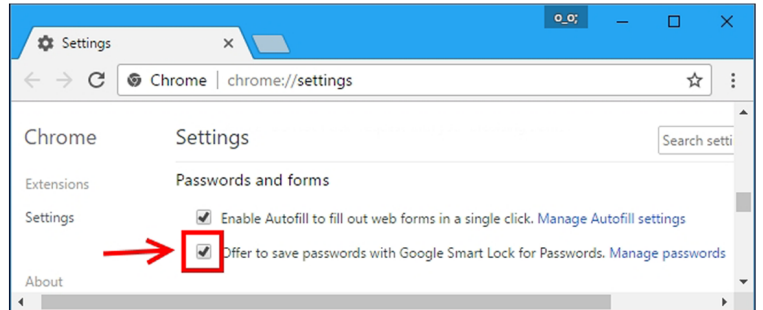 o_o;
Settings
Chrome | chrome://settings
Chrome
Settings
Search setti
Extensions
Passwords and forms
Settings
Enable Autofill to fill out web forms in a single click. Manage Autofill settings
Offer to save passwords with Google Smart Lock for Passwords. Manage passwords
About